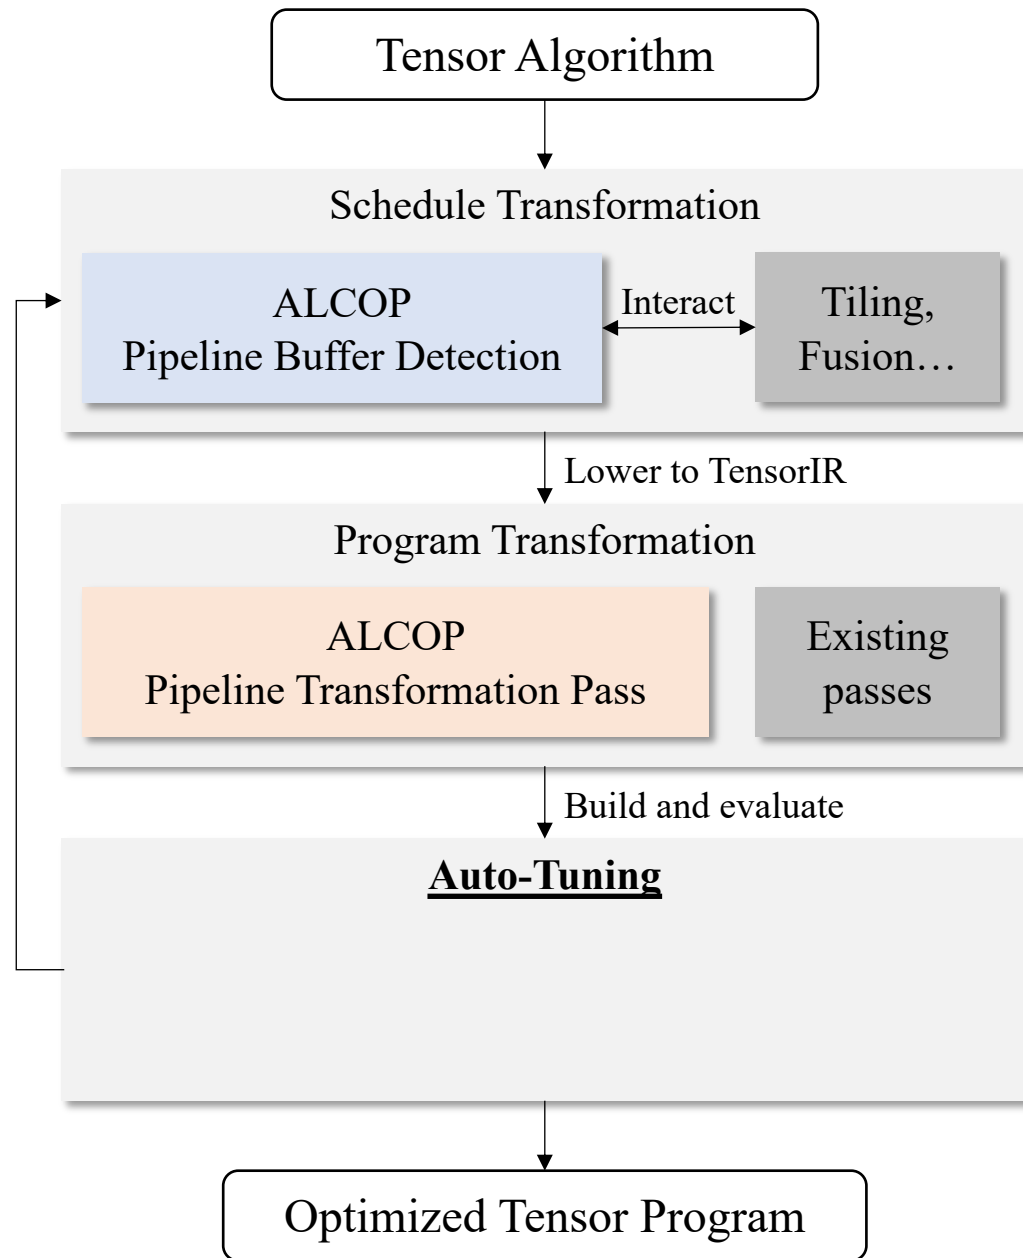 Tensor Algorithm
Schedule Transformation
ALCOP
Pipeline Buffer Detection
Interact
Tiling,
Fusion…
Lower to TensorIR
Program Transformation
ALCOP
Pipeline Transformation Pass
Existing
passes
Build and evaluate
Auto-Tuning
Optimized Tensor Program